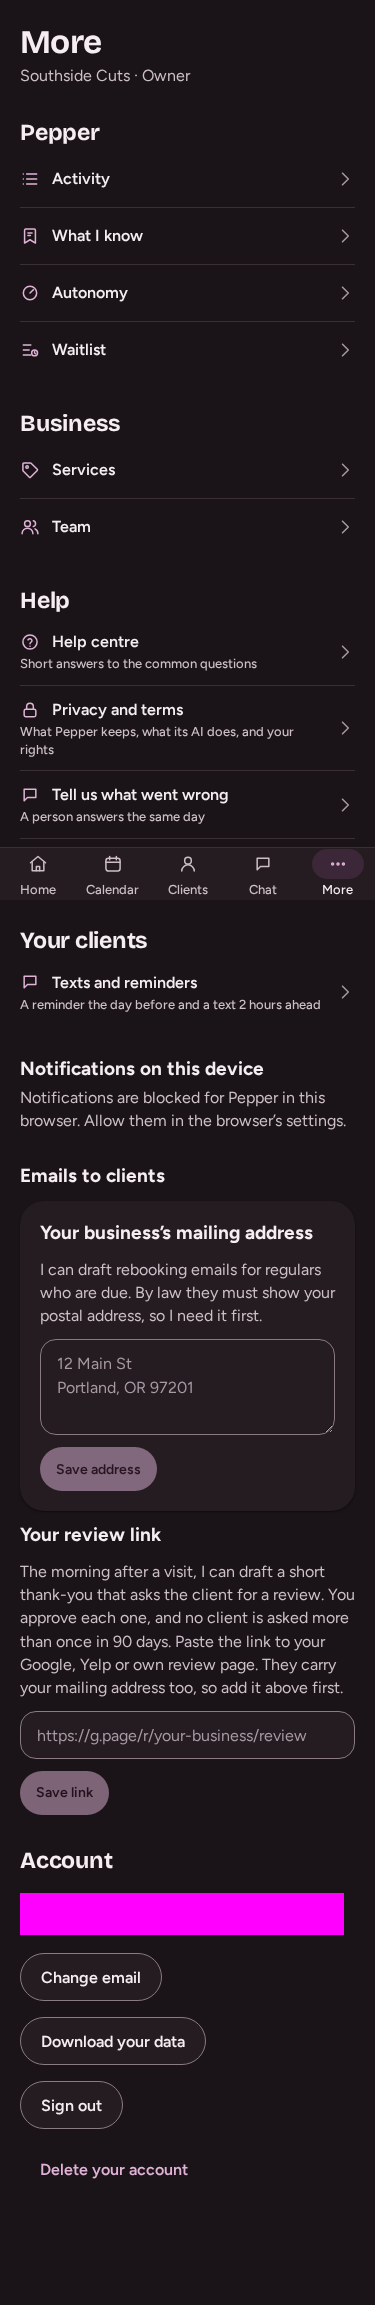 More
Southside Cuts · Owner
Pepper
Activity
What I know
Autonomy
Waitlist
Business
Services
Team
Help
Help centre
Short answers to the common questions
Privacy and terms
What Pepper keeps, what its AI does, and your
rights
Tell us what went wrong
A person answers the same day
Home
Calendar
Clients
Chat
More
Your clients
Texts and reminders
A reminder the day before and a text 2 hours ahead
Notifications on this device
Notifications are blocked for Pepper in this
browser. Allow them in the browser’s settings.
Emails to clients
Your business’s mailing address
I can draft rebooking emails for regulars
who are due. By law they must show your
postal address, so I need it first.
12 Main St
Portland, OR 97201
Save address
Your review link
The morning after a visit, I can draft a short
thank-you that asks the client for a review. You
approve each one, and no client is asked more
than once in 90 days. Paste the link to your
Google, Yelp or own review page. They carry
your mailing address too, so add it above first.
https://g.page/r/your-business/review
Save link
Account
Change email
Download your data
Sign out
Delete your account